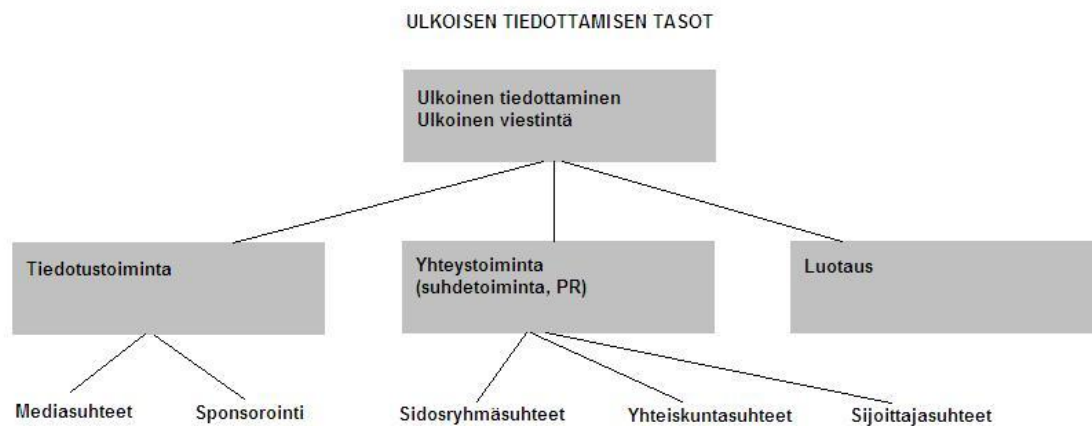 ULKOISEN TIEDOTTAMISEN TASOT
Ulkoinen tiedottaminen
Ulkoinen viestintä
Tiedotustoiminta
Yhteystoiminta
(suhdetoiminta, PR)
Luotaus
Mediasuhteet
Sponsorointi
Sidosryhmäsuhteet
Yhteiskuntasuhteet
Sijoittajasuhteet